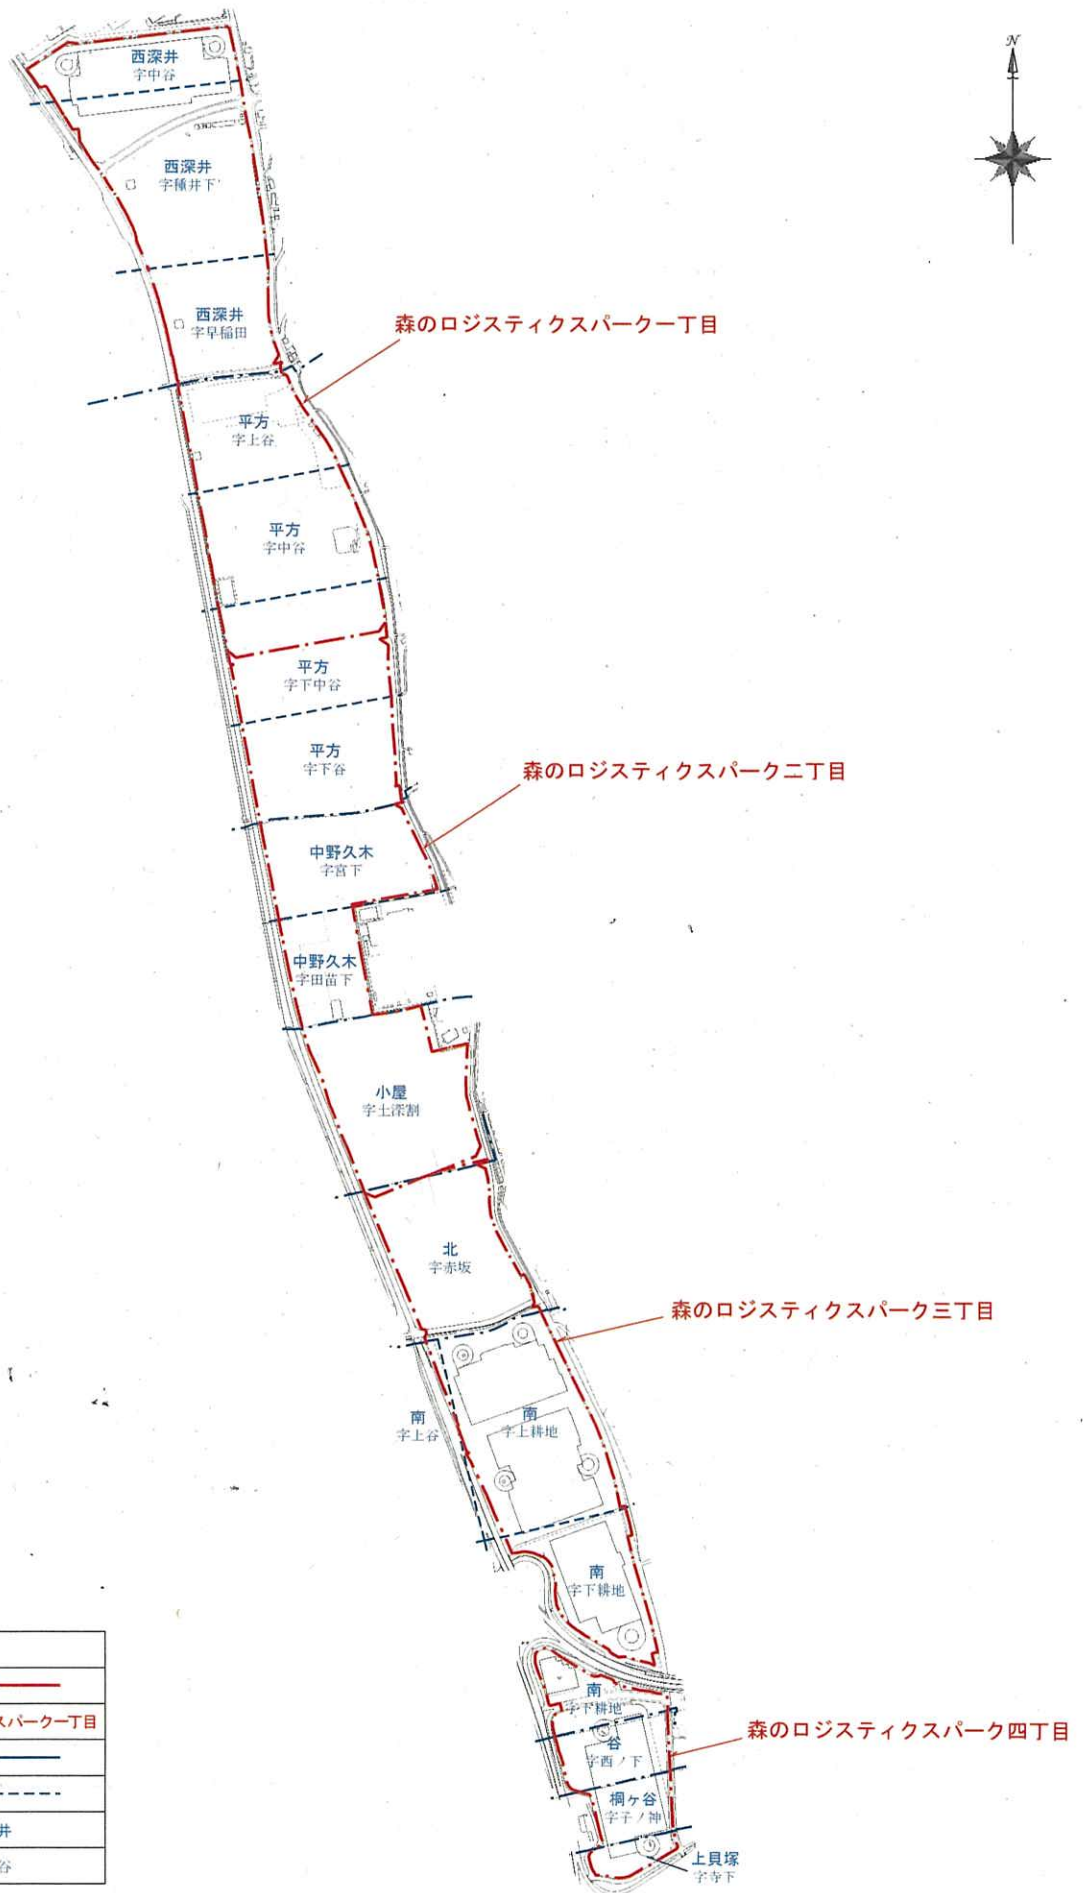 N
西深井
字中谷
西深井
字種井下
西深井
字早稲田
森のロジスティクスパーク一丁目
平方
字上谷
平方
字中谷
平方
字下中谷
平方
字下谷
森のロジスティクスパーク二丁目
中野久木
字宮下
中野久木
字田苗下
小屋
字土深割
北
字赤坂
森のロジスティクスパーク三丁目
南
字上谷
南
字上耕地
南
字下耕地
南
字下耕地
谷
字西ノ下
森のロジスティクスパーク四丁目
桐ヶ谷
字子ノ神
上貝塚
字寺下
スパーク一丁目
井
谷